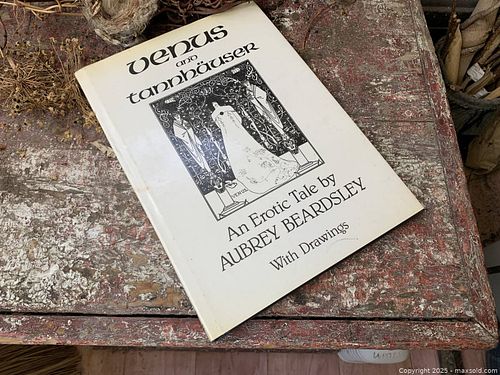 Venus
and
tannhäuser
An Erotic Tale by
AUBREY BEARDSLEY
With Drawings
Copyright 2025 - maxsold.com